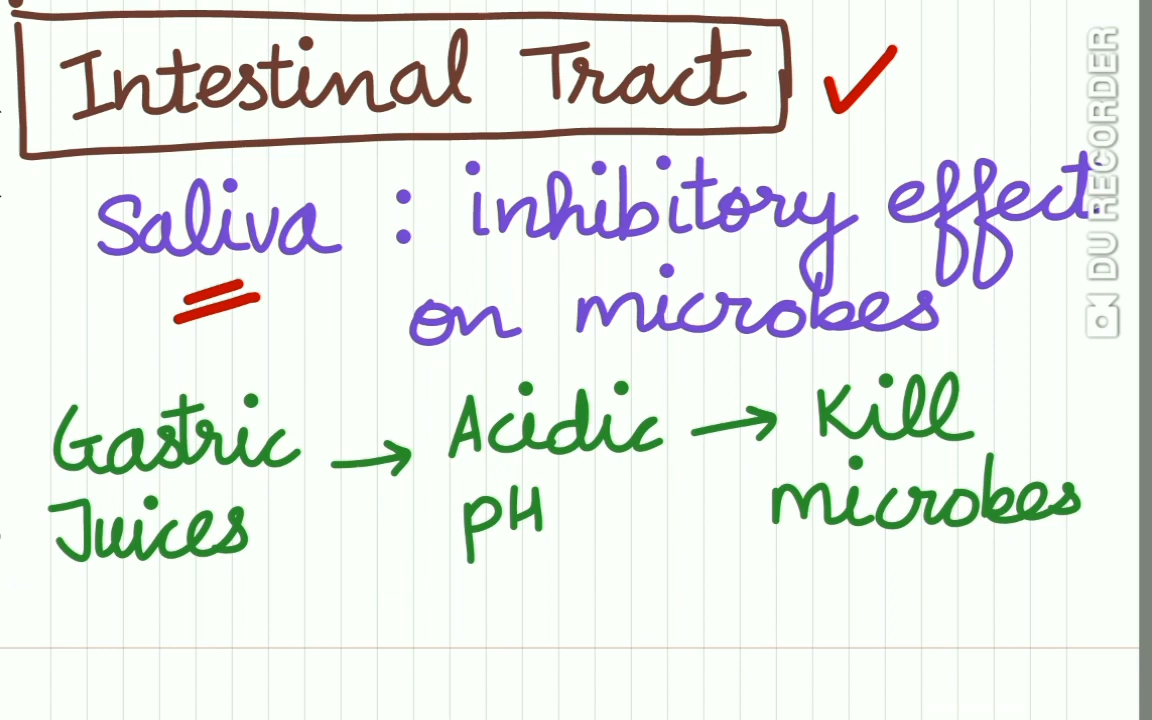 Intestinal Tract
Saliva : inhibitory effect
on microbes
Gastric → Acidic → Kill
Juices pH microbes
DU RECORDER